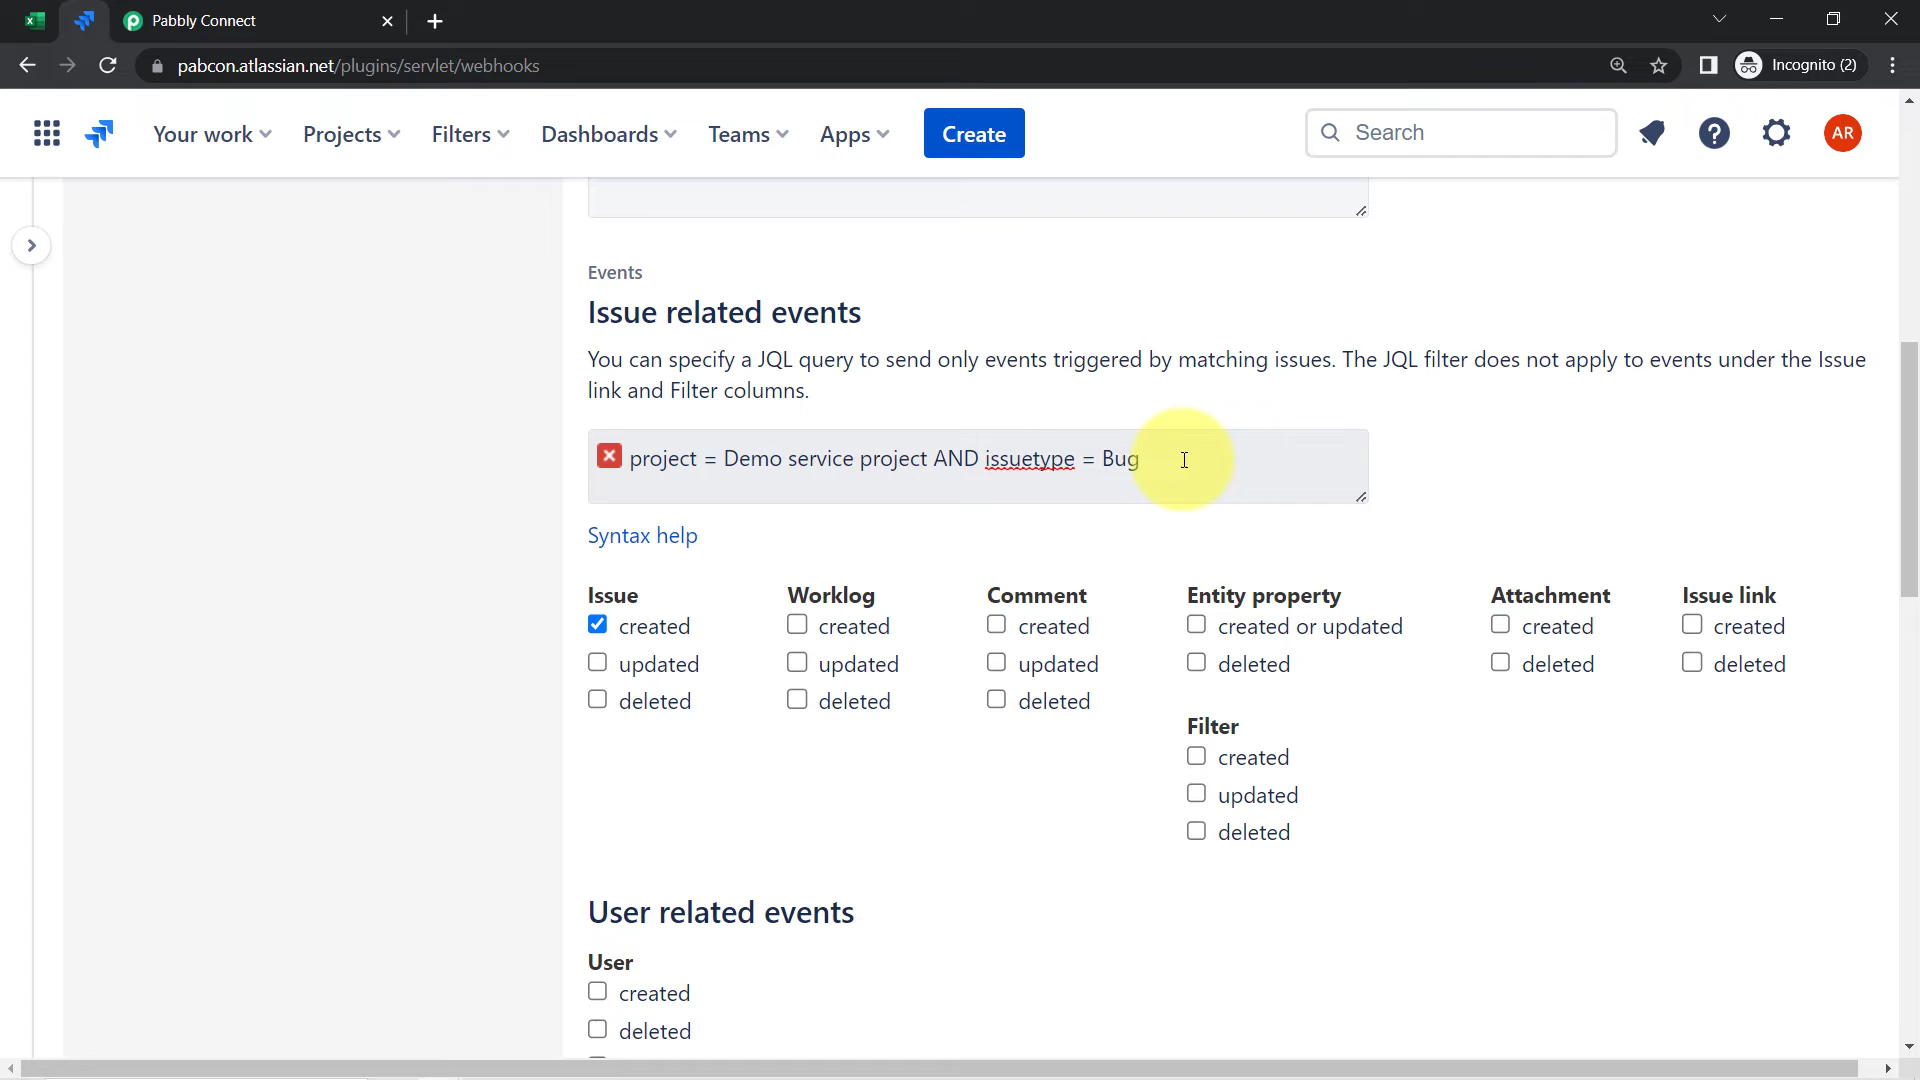 Pabbly Connect
pabcon.atlassian.net/plugins/servlet/webhooks
Incognito (2)
Your work
Projects
Filters
Dashboards
Teams
Apps
Create
Search
AR
Events
Issue related events
You can specify a JQL query to send only events triggered by matching issues. The JQL filter does not apply to events under the Issue
link and Filter columns.
project = Demo service project AND issuetype = Bug
Syntax help
Issue
created
updated
deleted
Worklog
created
updated
deleted
Comment
created
updated
deleted
Entity property
created or updated
deleted
Filter
created
updated
deleted
Attachment
created
deleted
Issue link
created
deleted
User related events
User
created
deleted